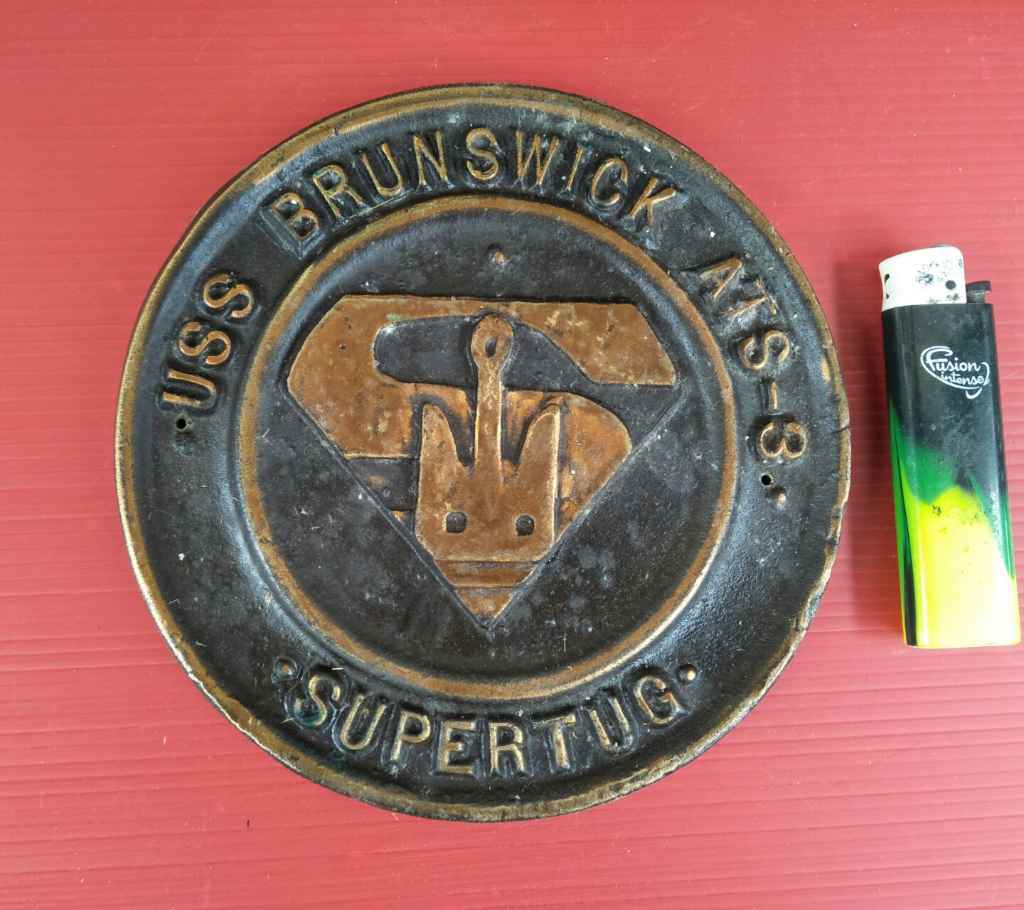 USS BRUNSWICK ATS-3
·SUPERTUG·
Fusion
intense